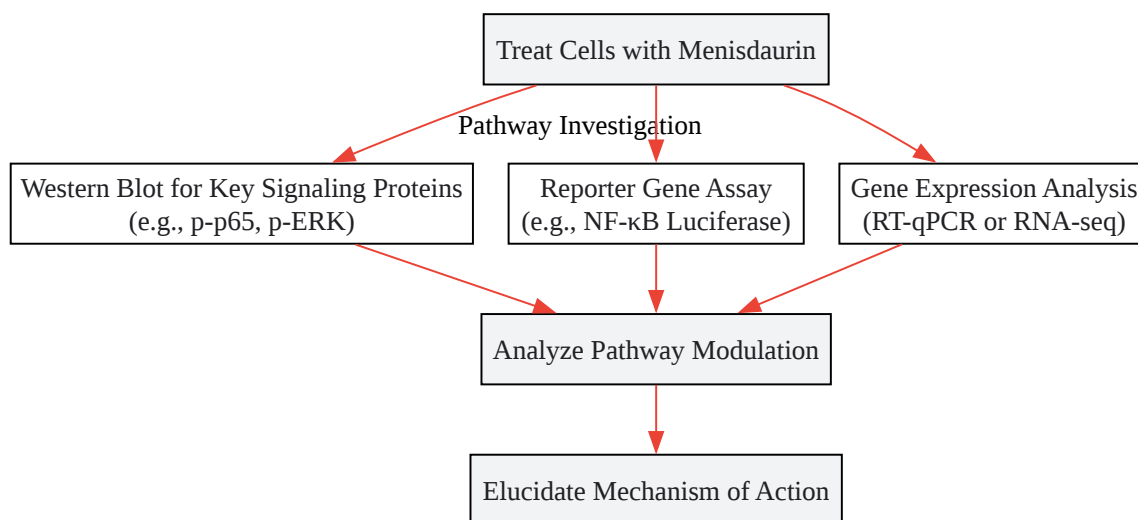 Treat Cells with Menisdaurin
Pathway Investigation
Western Blot for Key Signaling Proteins
(e.g., p-p65, p-ERK)
Reporter Gene Assay
(e.g., NF-κB Luciferase)
Gene Expression Analysis
(RT-qPCR or RNA-seq)
Analyze Pathway Modulation
Elucidate Mechanism of Action